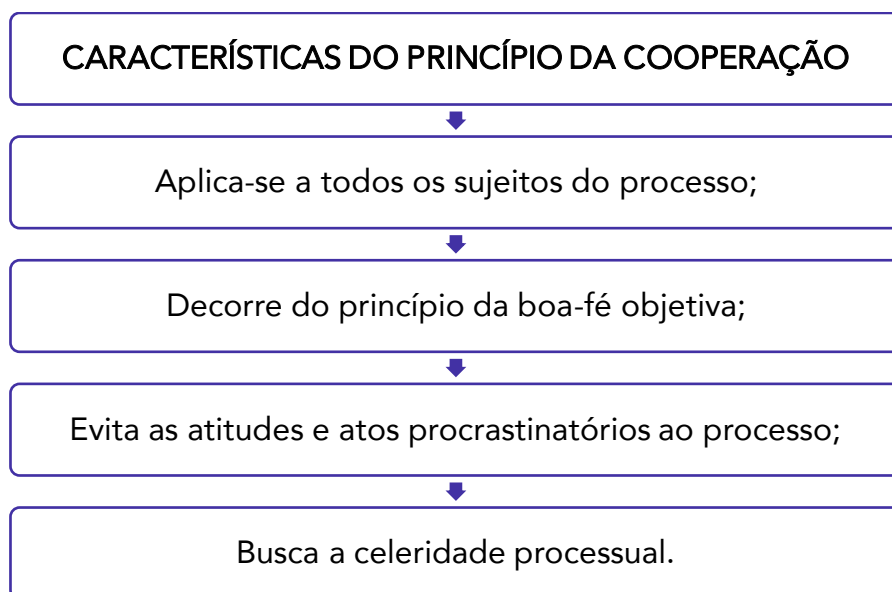 CARACTERÍSTICAS DO PRINCÍPIO DA COOPERAÇÃO
Aplica-se a todos os sujeitos do processo;
Decorre do princípio da boa-fé objetiva;
Evita as atitudes e atos procrastinatórios ao processo;
Busca a celeridade processual.